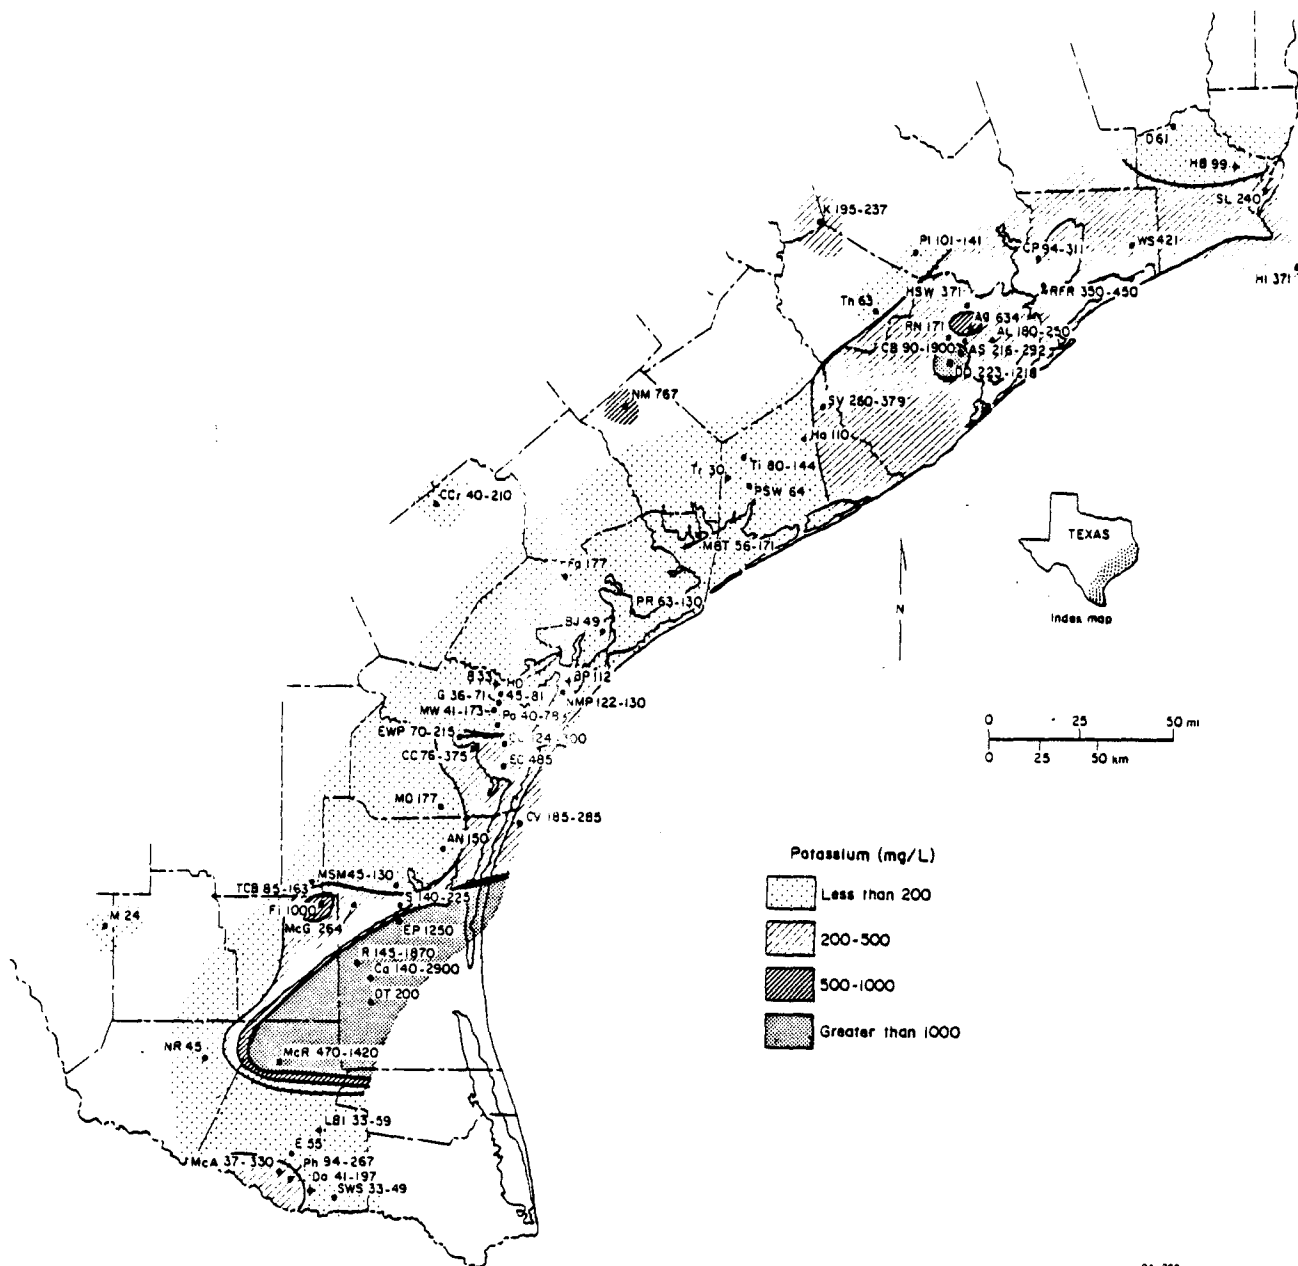 D 61
HB 99
SL 240
K 195-237
PI 101-141
CP 94-311
WS 421
HI 371
HSW 371
RFR 350-450
Th 63
Ag 634
RN 171
AL 180-250
CB 90-1900
AS 216-292
DD 223-1218
NM 767
SV 260-379
Ha 110
Tr 30
TI 80-144
PSW 64
CCr 40-210
MBT 56-171
TEXAS
Index map
N
Fg 177
PR 63-130
BJ 49
B 33
HD
BP 112
G 36-71
45-81
NMP 122-130
MW 41-173
Po 40-78
EWP 70-215
CC 76-375
EC 485
0 25 50 mi
0 25 50 km
MO 177
CV 185-285
AN 150
Potassium (mg/L)
Less than 200
200-500
500-1000
Greater than 1000
MSM 45-130
TCB 85-163
S 140-225
FI 1000
McG 264
EP 1250
M 24
R 145-1870
Ca 140-2900
DT 200
NR 45
McR 470-1420
LBI 33-59
E 55
McA 37-330
Ph 94-267
Do 41-197
SWS 33-49